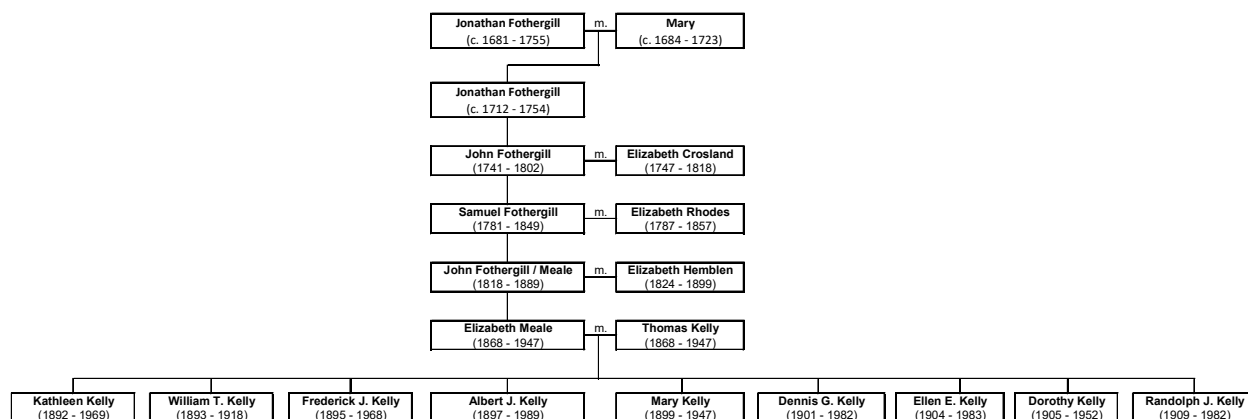 Jonathan Fothergill m. Mary
(c. 1681 - 1755) (c. 1684 - 1723)
Jonathan Fothergill
(c. 1712 - 1754)
John Fothergill m. Elizabeth Crosland
(1741 - 1802) (1747 - 1818)
Samuel Fothergill m. Elizabeth Rhodes
(1781 - 1849) (1787 - 1857)
John Fothergill / Meale m. Elizabeth Hemblen
(1818 - 1889) (1824 - 1899)
Elizabeth Meale m. Thomas Kelly
(1868 - 1947) (1868 - 1947)
Kathleen Kelly William T. Kelly Frederick J. Kelly Albert J. Kelly Mary Kelly Dennis G. Kelly Ellen E. Kelly Dorothy Kelly Randolph J. Kelly
(1892 - 1969) (1893 - 1918) (1895 - 1968) (1897 - 1989) (1899 - 1947) (1901 - 1982) (1904 - 1983) (1905 - 1952) (1909 - 1982)